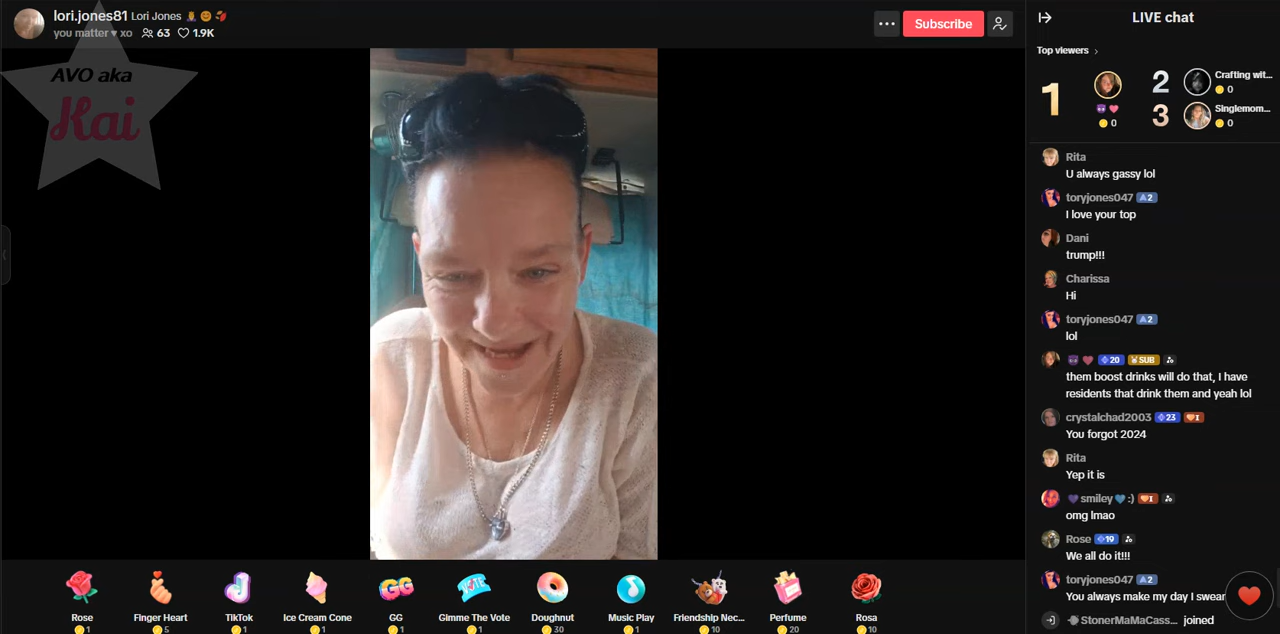 lori.jones81 Lori Jones
you matter ♥ xo 63 1.9K
Subscribe
AVO aka
Kai
LIVE chat
Top viewers >
1
0
2
Crafting wit...
0
3
Singlemom...
0
Rita
U always gassy lol
toryjones047 2
I love your top
Dani
trump!!!
Charissa
Hi
toryjones047 2
lol
😈 ❤️ 20 SUB
them boost drinks will do that, I have
residents that drink them and yeah lol
crystalchad2003 23 I
You forgot 2024
Rita
Yep it is
💜smiley💙:) I
omg lmao
Rose 19
We all do it!!!
toryjones047 2
You always make my day I swear
StonerMaMaCass... joined
Rose
1
Finger Heart
5
TikTok
1
Ice Cream Cone
1
GG
GG
1
VOTE
Gimme The Vote
1
Doughnut
30
Music Play
1
Friendship Nec...
10
Perfume
20
Rosa
10